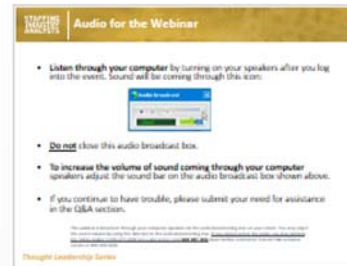 STAFFING
INDUSTRY
ANALYSTS
Audio for the Webinar
• Listen through your computer by turning on your speakers after you log
into the event. Sound will be coming through this icon:
Audio broadcast
• Do not close this audio broadcast box.
• To increase the volume of sound coming through your computer
speakers adjust the sound bar on the audio broadcast box shown above.
• If you continue to have trouble, please submit your need for assistance
in the Q&A section.
Thought Leadership Series